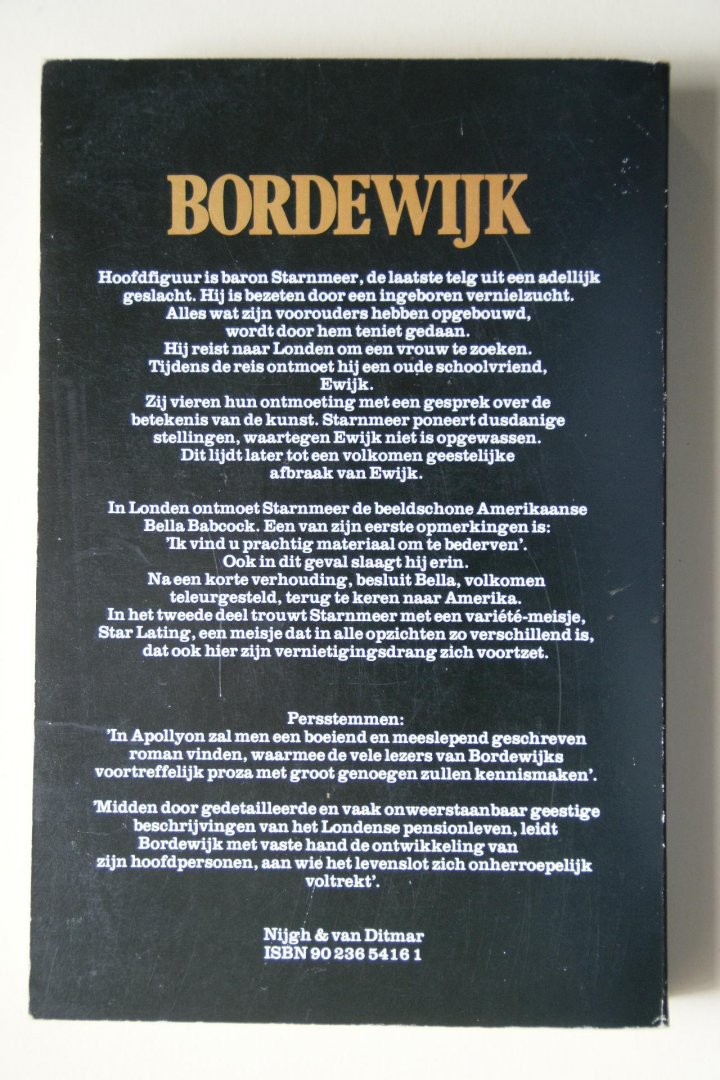 BORDEWIJK
Hoofdfiguur is baron Starnmeer, de laatste telg uit een adellijk
geslacht. Hij is bezeten door een ingeboren vernielzucht.
Alles wat zijn voorouders hebben opgebouwd,
wordt door hem teniet gedaan.
Hij reist naar Londen om een vrouw te zoeken.
Tijdens de reis ontmoet hij een oude schoolvriend,
Ewijk.
Zij vieren hun ontmoeting met een gesprek over de
betekenis van de kunst. Starnmeer poneert dusdanige
stellingen, waartegen Ewijk niet is opgewassen.
Dit lijdt later tot een volkomen geestelijke
afbraak van Ewijk.
In Londen ontmoet Starnmeer de beeldschone Amerikaanse
Bella Babcock. Een van zijn eerste opmerkingen is:
'Ik vind u prachtig materiaal om te bederven'.
Ook in dit geval slaagt hij erin.
Na een korte verhouding, besluit Bella, volkomen
teleurgesteld, terug te keren naar Amerika.
In het tweede deel trouwt Starnmeer met een variété-meisje,
Star Lating, een meisje dat in alle opzichten zo verschillend is,
dat ook hier zijn vernietigingsdrang zich voortzet.
Persstemmen:
'In Apollyon zal men een boeiend en meeslepend geschreven
roman vinden, waarmee de vele lezers van Bordewijks
voortreffelijk proza met groot genoegen zullen kennismaken'.
'Midden door gedetailleerde en vaak onweerstaanbaar geestige
beschrijvingen van het Londense pensionleven, leidt
Bordewijk met vaste hand de ontwikkeling van
zijn hoofdpersonen, aan wie het levenslot zich onherroepelijk
voltrekt'.
Nijgh & van Ditmar
ISBN 90 236 5416 1